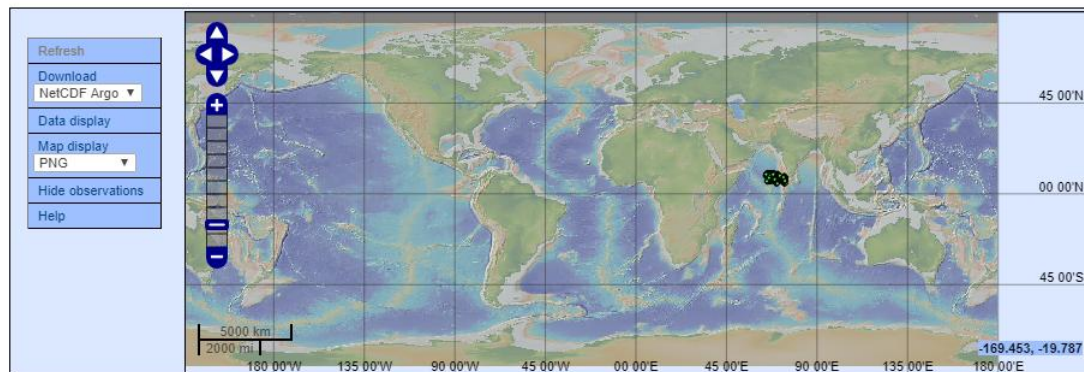 Refresh
Download
NetCDF Argo ▼
Data display
Map display
PNG ▼
Hide observations
Help
+
−
5000 km
2000 mi
45 00'N
00 00'N
45 00'S
-169.453, -19.787
180 00'W 135 00'W 90 00'W 45 00'W 00 00'E 45 00'E 90 00'E 135 00'E 180 00'E